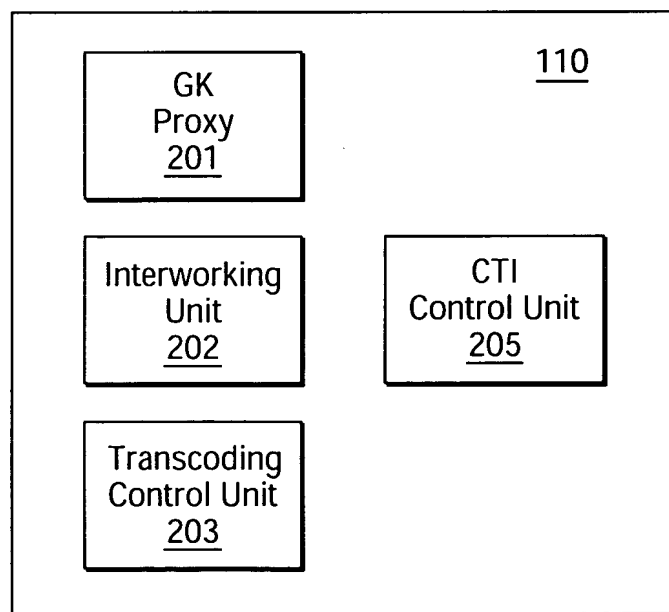 110
GK
Proxy
201
Interworking
Unit
202
CTI
Control Unit
205
Transcoding
Control Unit
203